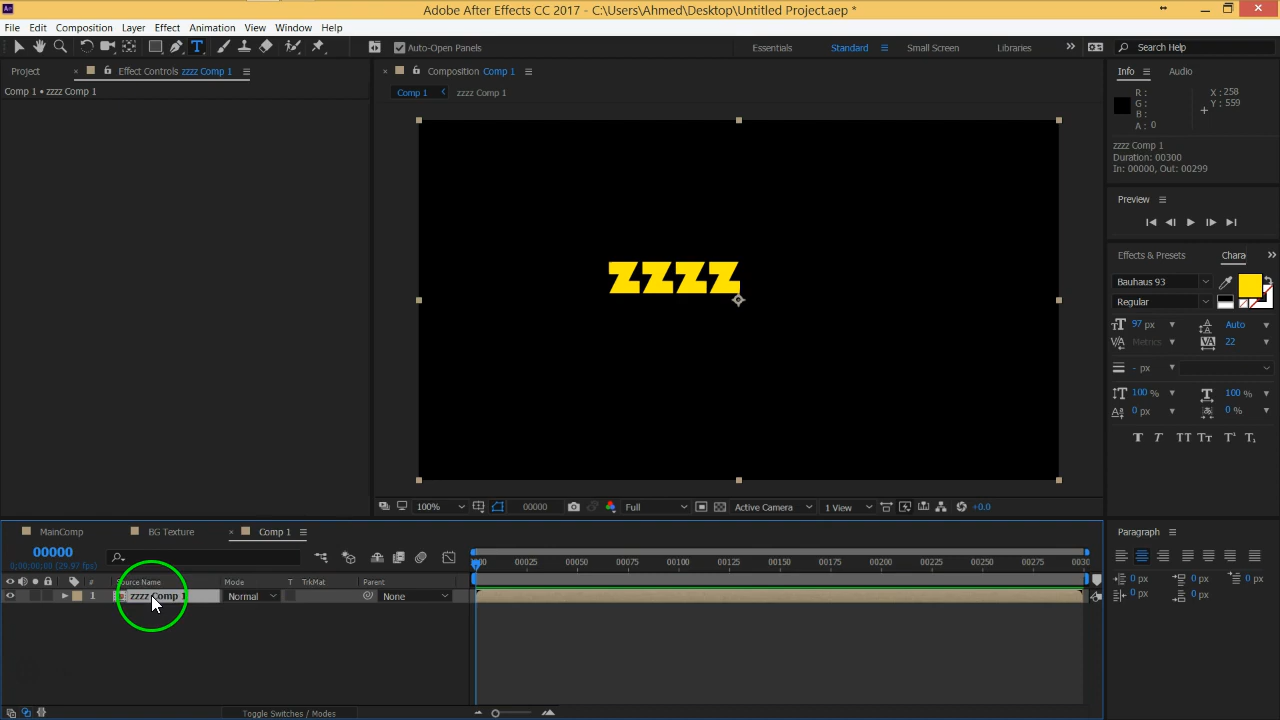 Adobe After Effects CC 2017 - C:\Users\Ahmed\Desktop\Untitled Project.aep *
File Edit Composition Layer Effect Animation View Window Help
Auto-Open Panels
Essentials Standard Small Screen Libraries
Search Help
Project
Effect Controls zzzz Comp 1
Composition Comp 1
Info
Audio
Comp 1 • zzzz Comp 1
Comp 1
zzzz Comp 1
R :
G :
B :
A : 0
X : 258
Y : 559
zzzz Comp 1
Duration: 00300
In: 00000, Out: 00299
Preview
Effects & Presets
Chara
Bauhaus 93
Regular
97 px
Auto
Metrics
22
- px
100 %
100 %
0 px
0 %
zzzz
100%
00000
Full
Active Camera
1 View
+0.0
MainComp
BG Texture
Comp 1
Paragraph
00000
0;00;00;00 (29.97 fps)
00025 00050 00075 00100 00125 00150 00175 00200 00225 00250 00275 0030
# Source Name Mode T TrkMat Parent
1 zzzz Comp 1 Normal None
0 px 0 px 0 px
0 px 0 px
Toggle Switches / Modes